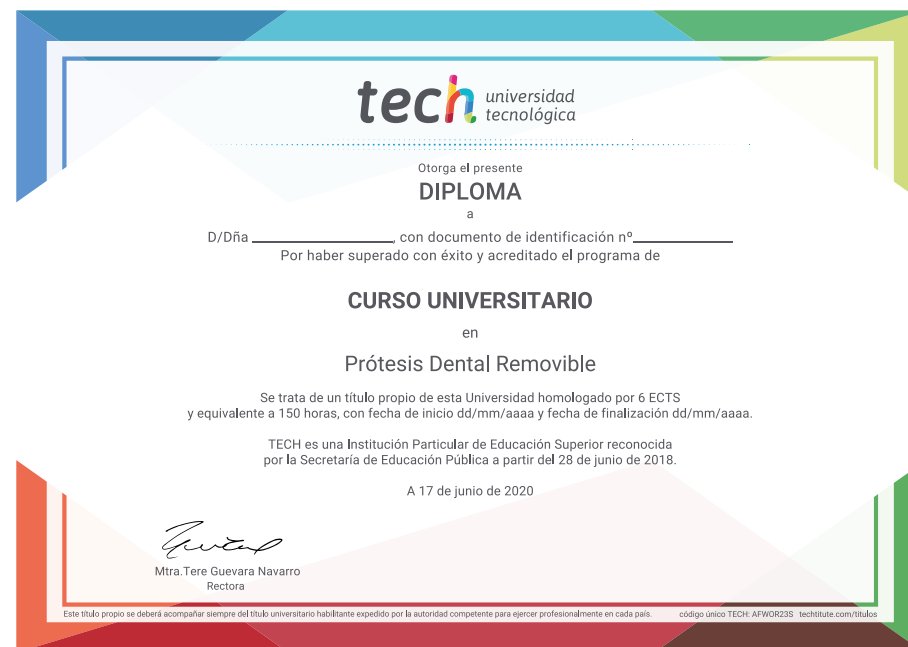 tech universidad
tecnológica
Otorga el presente
DIPLOMA
a
D/Dña ____________________, con documento de identificación nº______________
Por haber superado con éxito y acreditado el programa de
CURSO UNIVERSITARIO
en
Prótesis Dental Removible
Se trata de un título propio de esta Universidad homologado por 6 ECTS
y equivalente a 150 horas, con fecha de inicio dd/mm/aaaa y fecha de finalización dd/mm/aaaa.
TECH es una Institución Particular de Educación Superior reconocida
por la Secretaría de Educación Pública a partir del 28 de junio de 2018.
A 17 de junio de 2020
Mtra.Tere Guevara Navarro
Rectora
Este título propio se deberá acompañar siempre del título universitario habilitante expedido por la autoridad competente para ejercer profesionalmente en cada país. código único TECH: AFWOR23S techtitute.com/titulos